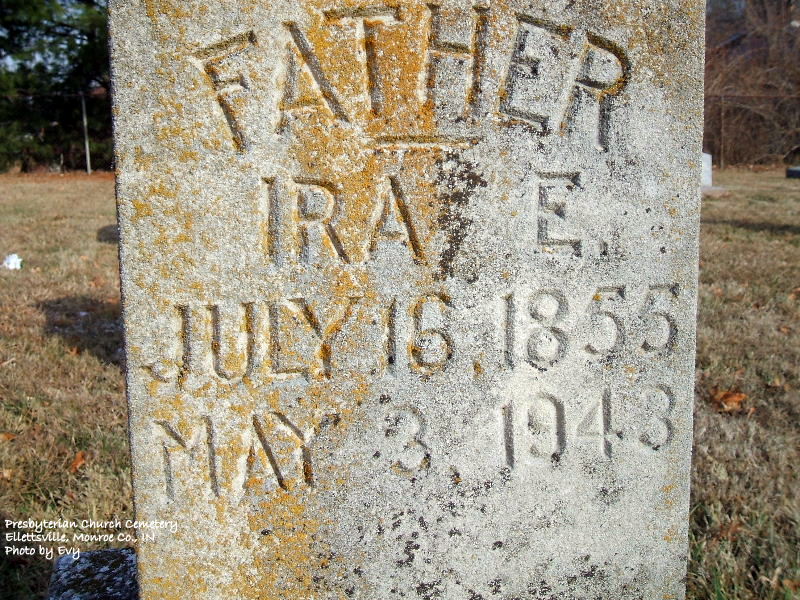 FATHER
IRA E.
JULY 16, 1855
MAY 3, 1943
Presbyterian Church Cemetery
Ellettsville, Monroe Co., IN
Photo by Evy